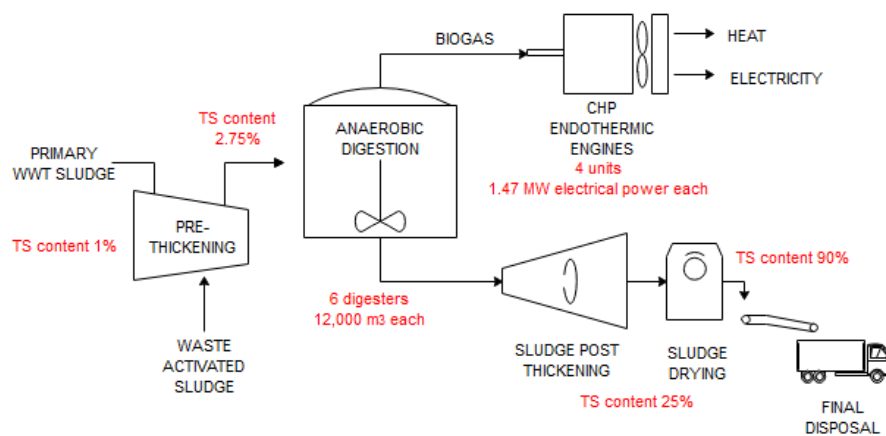 BIOGAS
HEAT
ELECTRICITY
CHP
ENDOTHERMIC
ENGINES
4 units
1.47 MW electrical power each
TS content
2.75%
ANAEROBIC
DIGESTION
PRIMARY
WWT SLUDGE
PRE-
THICKENING
TS content 1%
WASTE
ACTIVATED
SLUDGE
6 digesters
12,000 m3 each
SLUDGE POST
THICKENING
SLUDGE
DRYING
TS content 25%
TS content 90%
FINAL
DISPOSAL